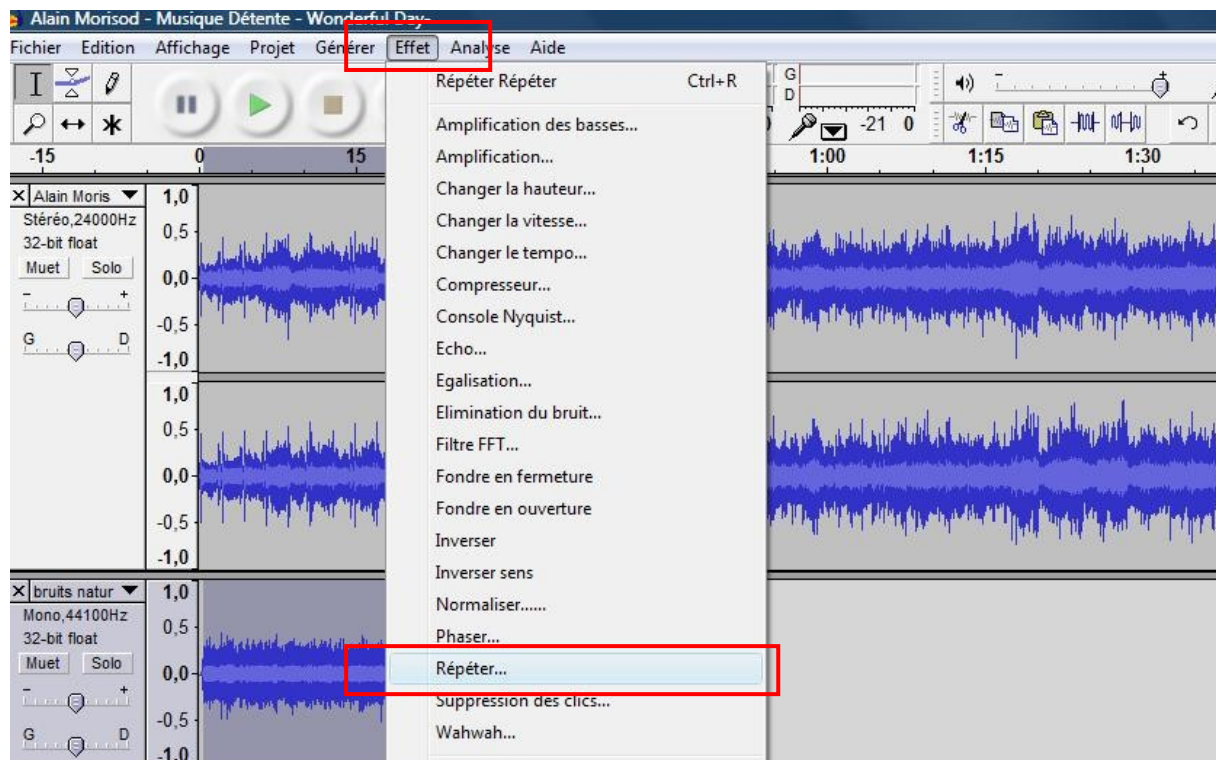 Alain Morisod - Musique Détente - Wonderful Day-
Fichier Edition Affichage Projet Générer Effet Analyse Aide
Répéter Répéter Ctrl+R
G
D
-21 0
-15 0 15 1:00 1:15 1:30
Amplification des basses...
Amplification...
Changer la hauteur...
Changer la vitesse...
Changer le tempo...
Compresseur...
Console Nyquist...
Echo...
Egalisation...
Elimination du bruit...
Filtre FFT...
Fondre en fermeture
Fondre en ouverture
Inverser
Inverser sens
Normaliser......
Phaser...
Répéter...
Suppression des clics...
Wahwah...
X Alain Moris
Stéréo,24000Hz
32-bit float
Muet Solo
- +
G D
1,0
0,5
0,0
-0,5
-1,0
1,0
0,5
0,0
-0,5
-1,0
X bruits natur
Mono,44100Hz
32-bit float
Muet Solo
- +
G D
1,0
0,5
0,0
-0,5
-1,0